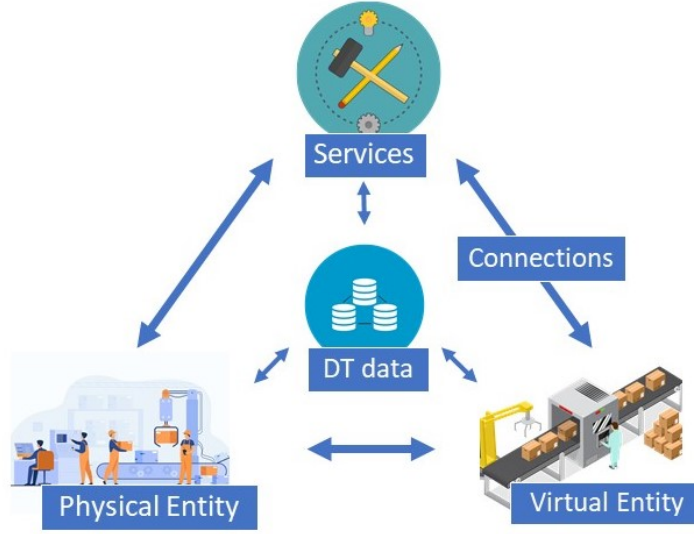 Services
Connections
DT data
Physical Entity
Virtual Entity